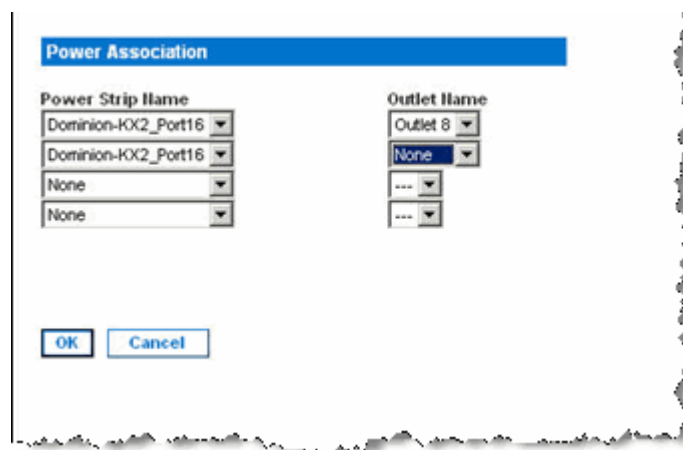 Power Association
Power Strip Name Outlet Name
Dominion-KX2_Port16 Outlet 8
Dominion-KX2_Port16 None
None ---
None ---
OK Cancel